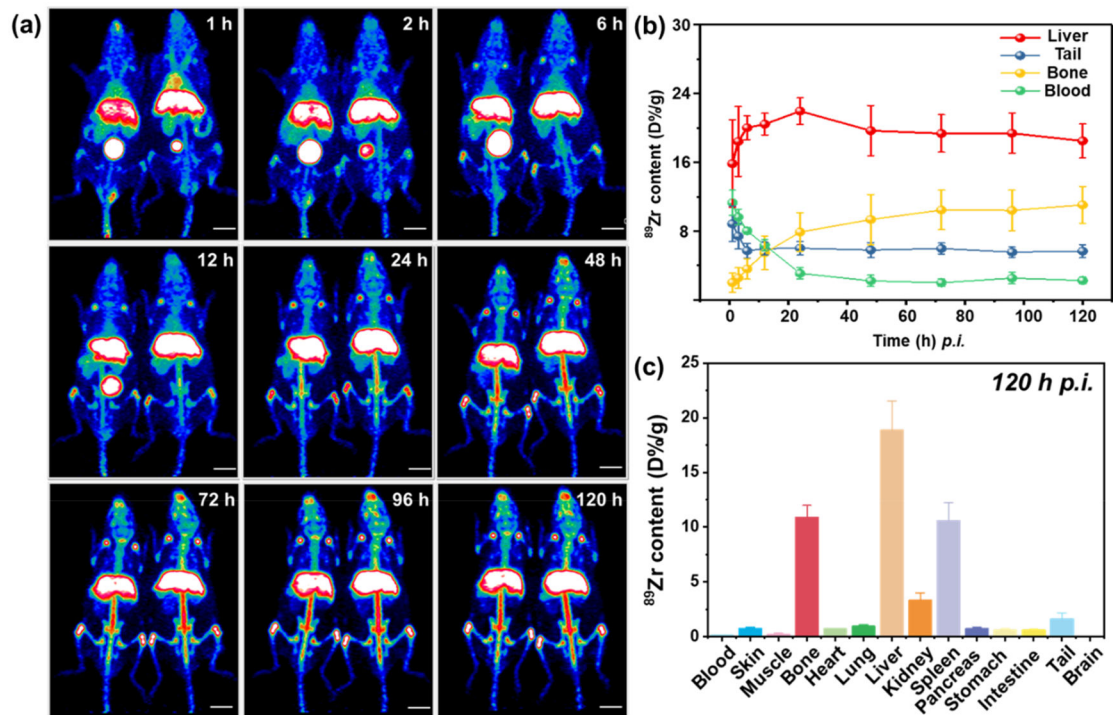 (a)
1 h
2 h
6 h
12 h
24 h
48 h
72 h
96 h
120 h
(b)
⁸⁹Zr content (D%/g)
30
24
16
8
0
Liver
Tail
Bone
Blood
0
20
40
60
80
100
120
Time (h) p.i.
(c)
120 h p.i.
⁸⁹Zr content (D%/g)
25
20
15
10
5
0
Blood
Skin
Muscle
Bone
Heart
Lung
Liver
Kidney
Spleen
Pancreas
Stomach
Intestine
Tail
Brain